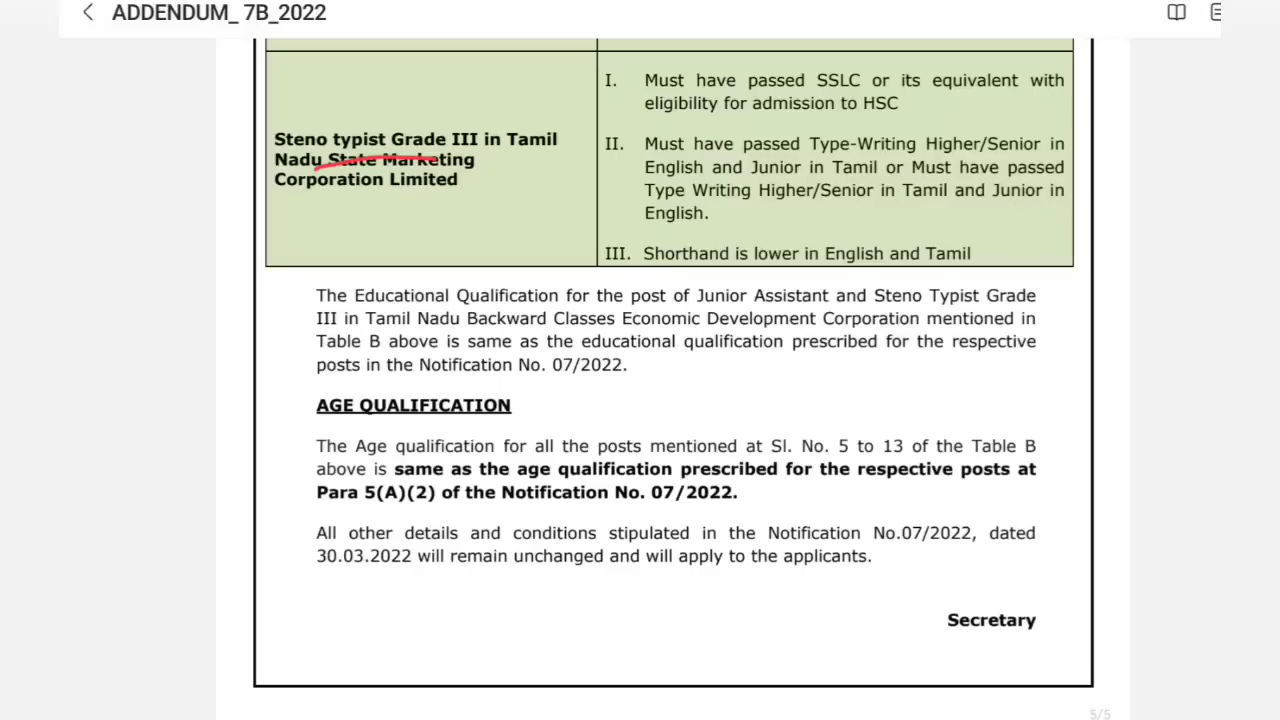 ADDENDUM_ 7B_2022
Steno typist Grade III in Tamil
Nadu State Marketing
Corporation Limited
I. Must have passed SSLC or its equivalent with
eligibility for admission to HSC
II. Must have passed Type-Writing Higher/Senior in
English and Junior in Tamil or Must have passed
Type Writing Higher/Senior in Tamil and Junior in
English.
III. Shorthand is lower in English and Tamil
The Educational Qualification for the post of Junior Assistant and Steno Typist Grade
III in Tamil Nadu Backward Classes Economic Development Corporation mentioned in
Table B above is same as the educational qualification prescribed for the respective
posts in the Notification No. 07/2022.
AGE QUALIFICATION
The Age qualification for all the posts mentioned at Sl. No. 5 to 13 of the Table B
above is same as the age qualification prescribed for the respective posts at
Para 5(A)(2) of the Notification No. 07/2022.
All other details and conditions stipulated in the Notification No.07/2022, dated
30.03.2022 will remain unchanged and will apply to the applicants.
Secretary
5/5